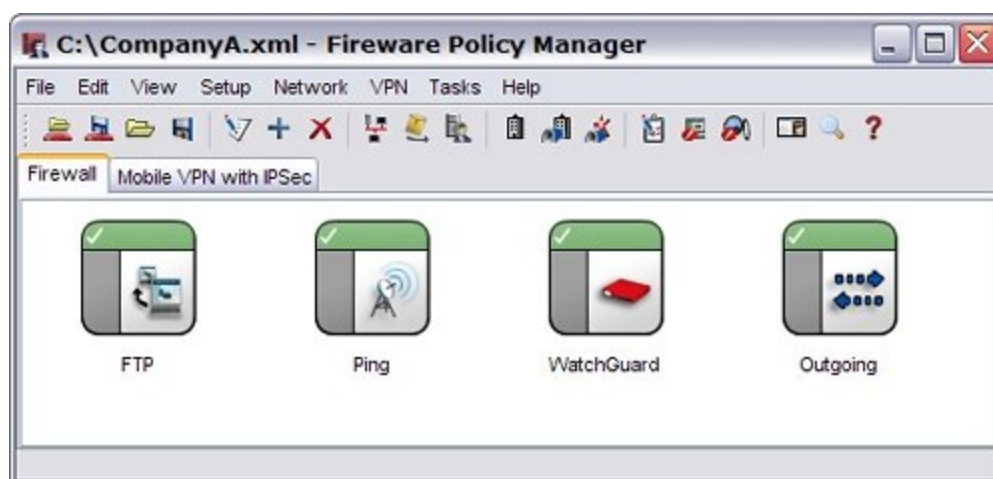 C:\CompanyA.xml - Fireware Policy Manager
File Edit View Setup Network VPN Tasks Help
Firewall Mobile VPN with IPSec
FTP Ping WatchGuard Outgoing